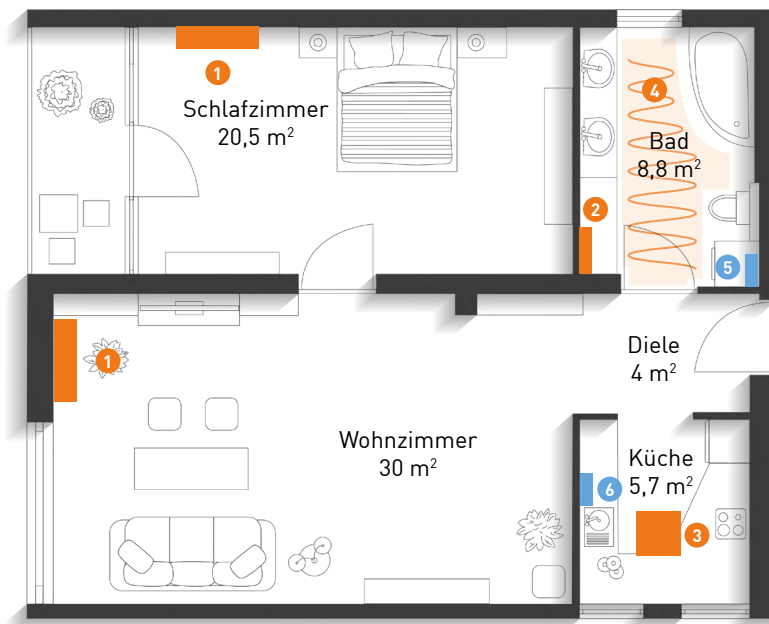 1
Schlafzimmer
20,5 m²
4
Bad
8,8 m²
2
5
1
Diele
4 m²
Wohnzimmer
30 m²
Küche
5,7 m²
6
3